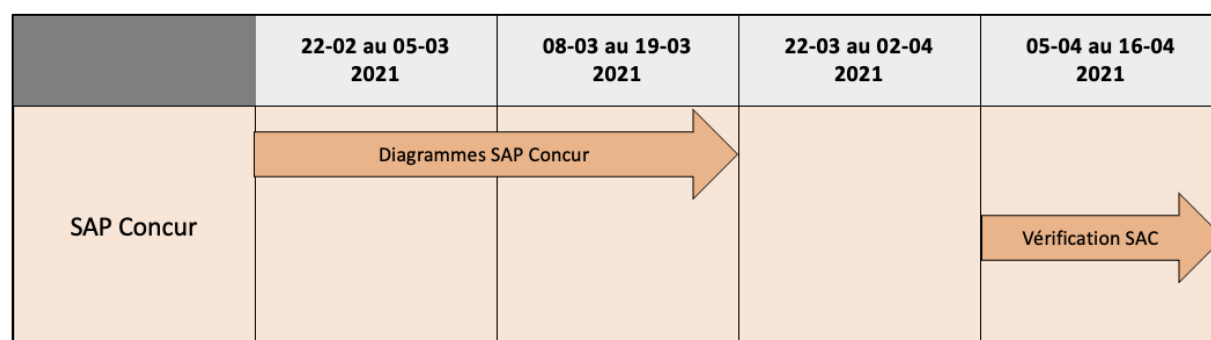 22-02 au 05-03
2021
08-03 au 19-03
2021
22-03 au 02-04
2021
05-04 au 16-04
2021
SAP Concur
Diagrammes SAP Concur
Vérification SAC